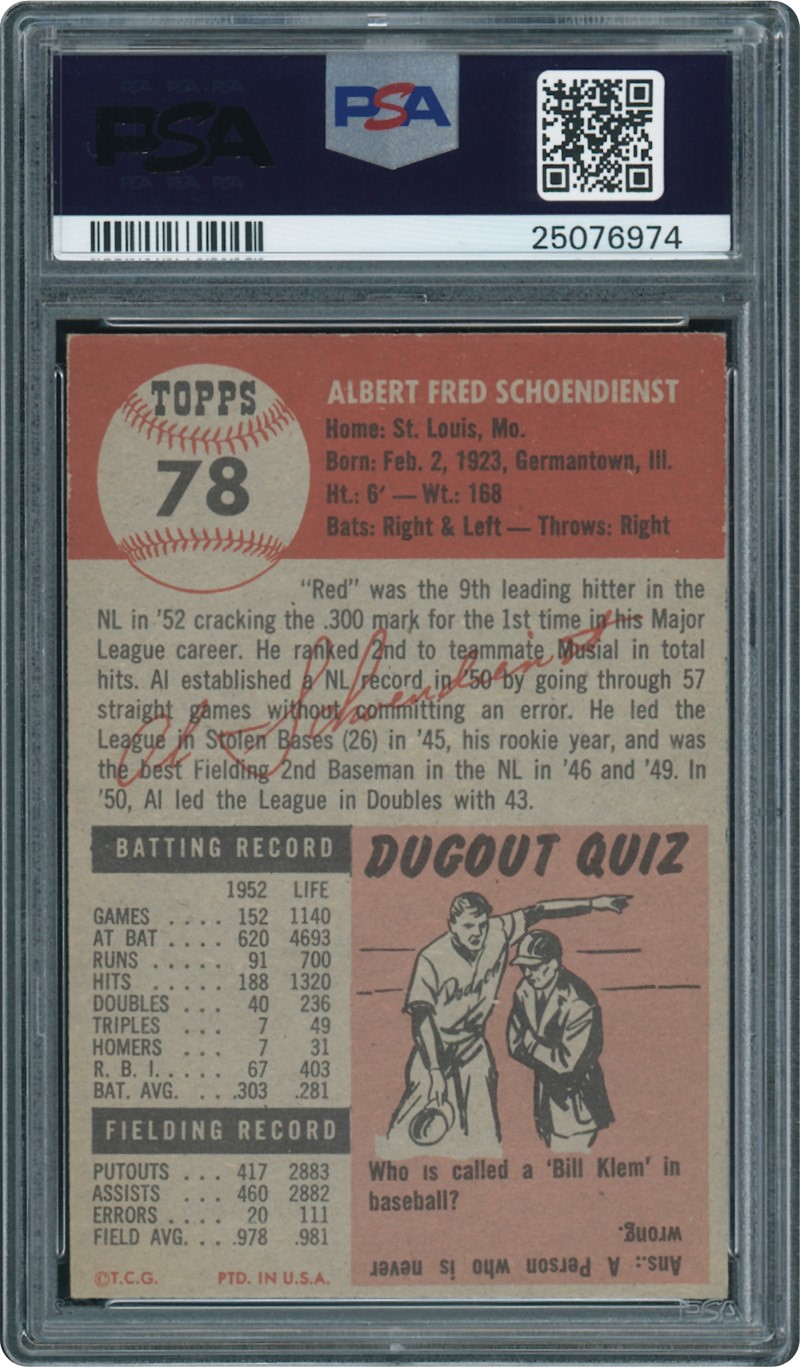 PSA
PSA
25076974
TOPPS
78
ALBERT FRED SCHOENDIENST
Home: St. Louis, Mo.
Born: Feb. 2, 1923, Germantown, Ill.
Ht.: 6' — Wt.: 168
Bats: Right & Left — Throws: Right
"Red" was the 9th leading hitter in the
NL in '52 cracking the .300 mark for the 1st time in his Major
League career. He ranked 2nd to teammate Musial in total
hits. Al established a NL record in '50 by going through 57
straight games without committing an error. He led the
League in Stolen Bases (26) in '45, his rookie year, and was
the best Fielding 2nd Baseman in the NL in '46 and '49. In
'50, Al led the League in Doubles with 43.
Al Schoendienst
BATTING RECORD
1952 LIFE
GAMES .... 152 1140
AT BAT .... 620 4693
RUNS ..... 91 700
HITS ..... 188 1320
DOUBLES ... 40 236
TRIPLES ... 7 49
HOMERS ... 7 31
R. B. I. .... 67 403
BAT. AVG. ... .303 .281
FIELDING RECORD
PUTOUTS ... 417 2883
ASSISTS .... 460 2882
ERRORS .... 20 111
FIELD AVG. ... .978 .981
©T.C.G. PTD. IN U.S.A.
DUGOUT QUIZ
Dodgers
Who is called a 'Bill Klem' in
baseball?
Ans.: A Person who is never
wrong.
PSA